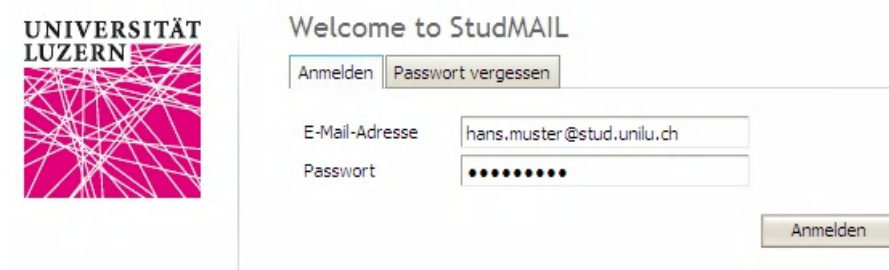 UNIVERSITÄT
LUZERN
Welcome to StudMAIL
Anmelden
Passwort vergessen
E-Mail-Adresse
hans.muster@stud.unilu.ch
Passwort
•••••••••
Anmelden